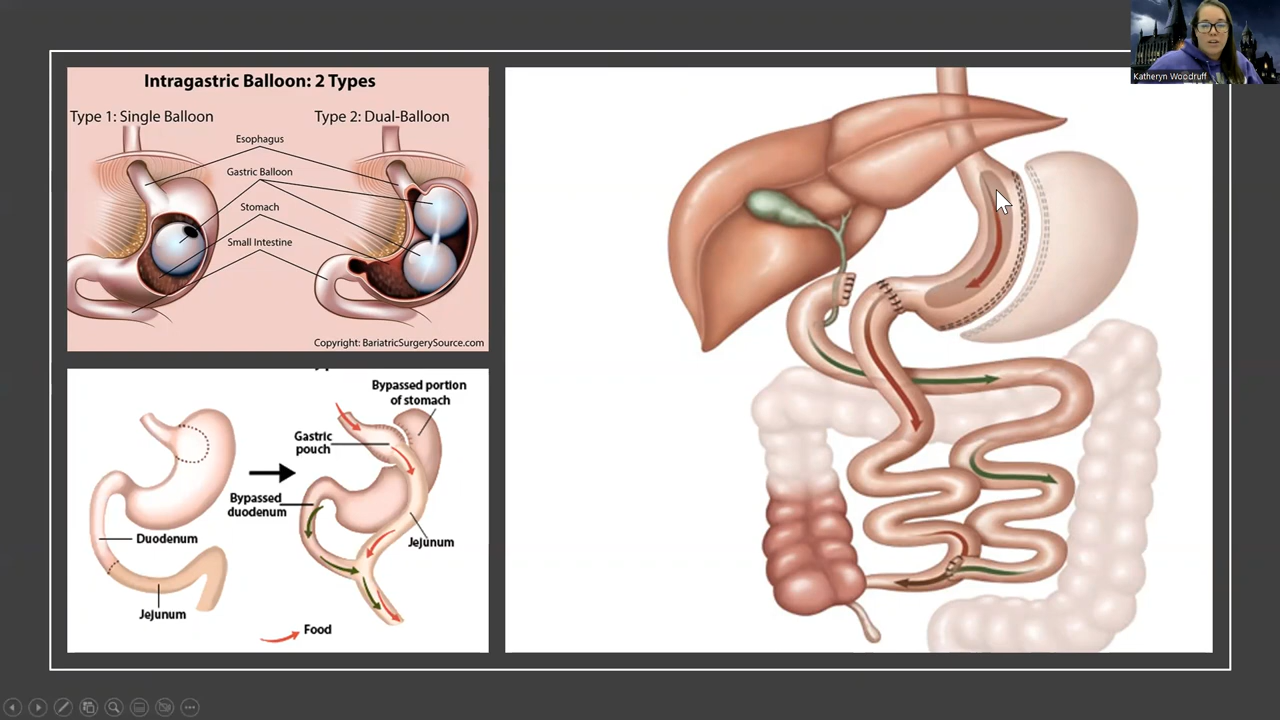 Intragastric Balloon: 2 Types
Type 1: Single Balloon
Type 2: Dual-Balloon
Esophagus
Gastric Balloon
Stomach
Small Intestine
Copyright: BariatricSurgerySource.com
Bypassed portion
of stomach
Gastric
pouch
Bypassed
duodenum
Duodenum
Jejunum
Jejunum
Food
Katheryn Woodruff